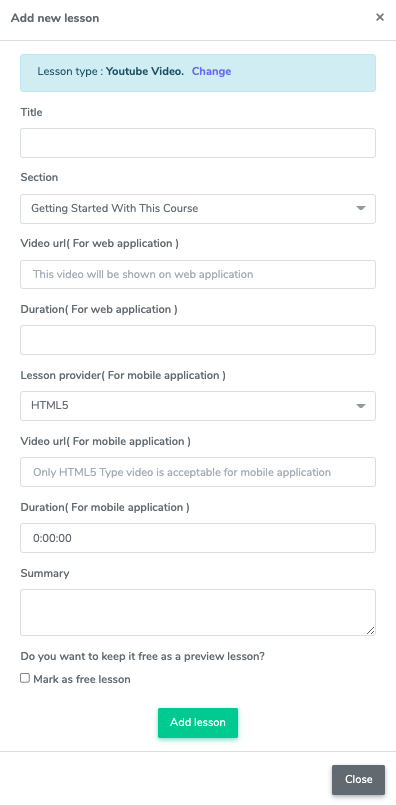 Add new lesson ×
Lesson type : Youtube Video. Change
Title
Section
Getting Started With This Course
Video url( For web application )
This video will be shown on web application
Duration( For web application )
Lesson provider( For mobile application )
HTML5
Video url( For mobile application )
Only HTML5 Type video is acceptable for mobile application
Duration( For mobile application )
0:00:00
Summary
Do you want to keep it free as a preview lesson?
Mark as free lesson
Add lesson
Close